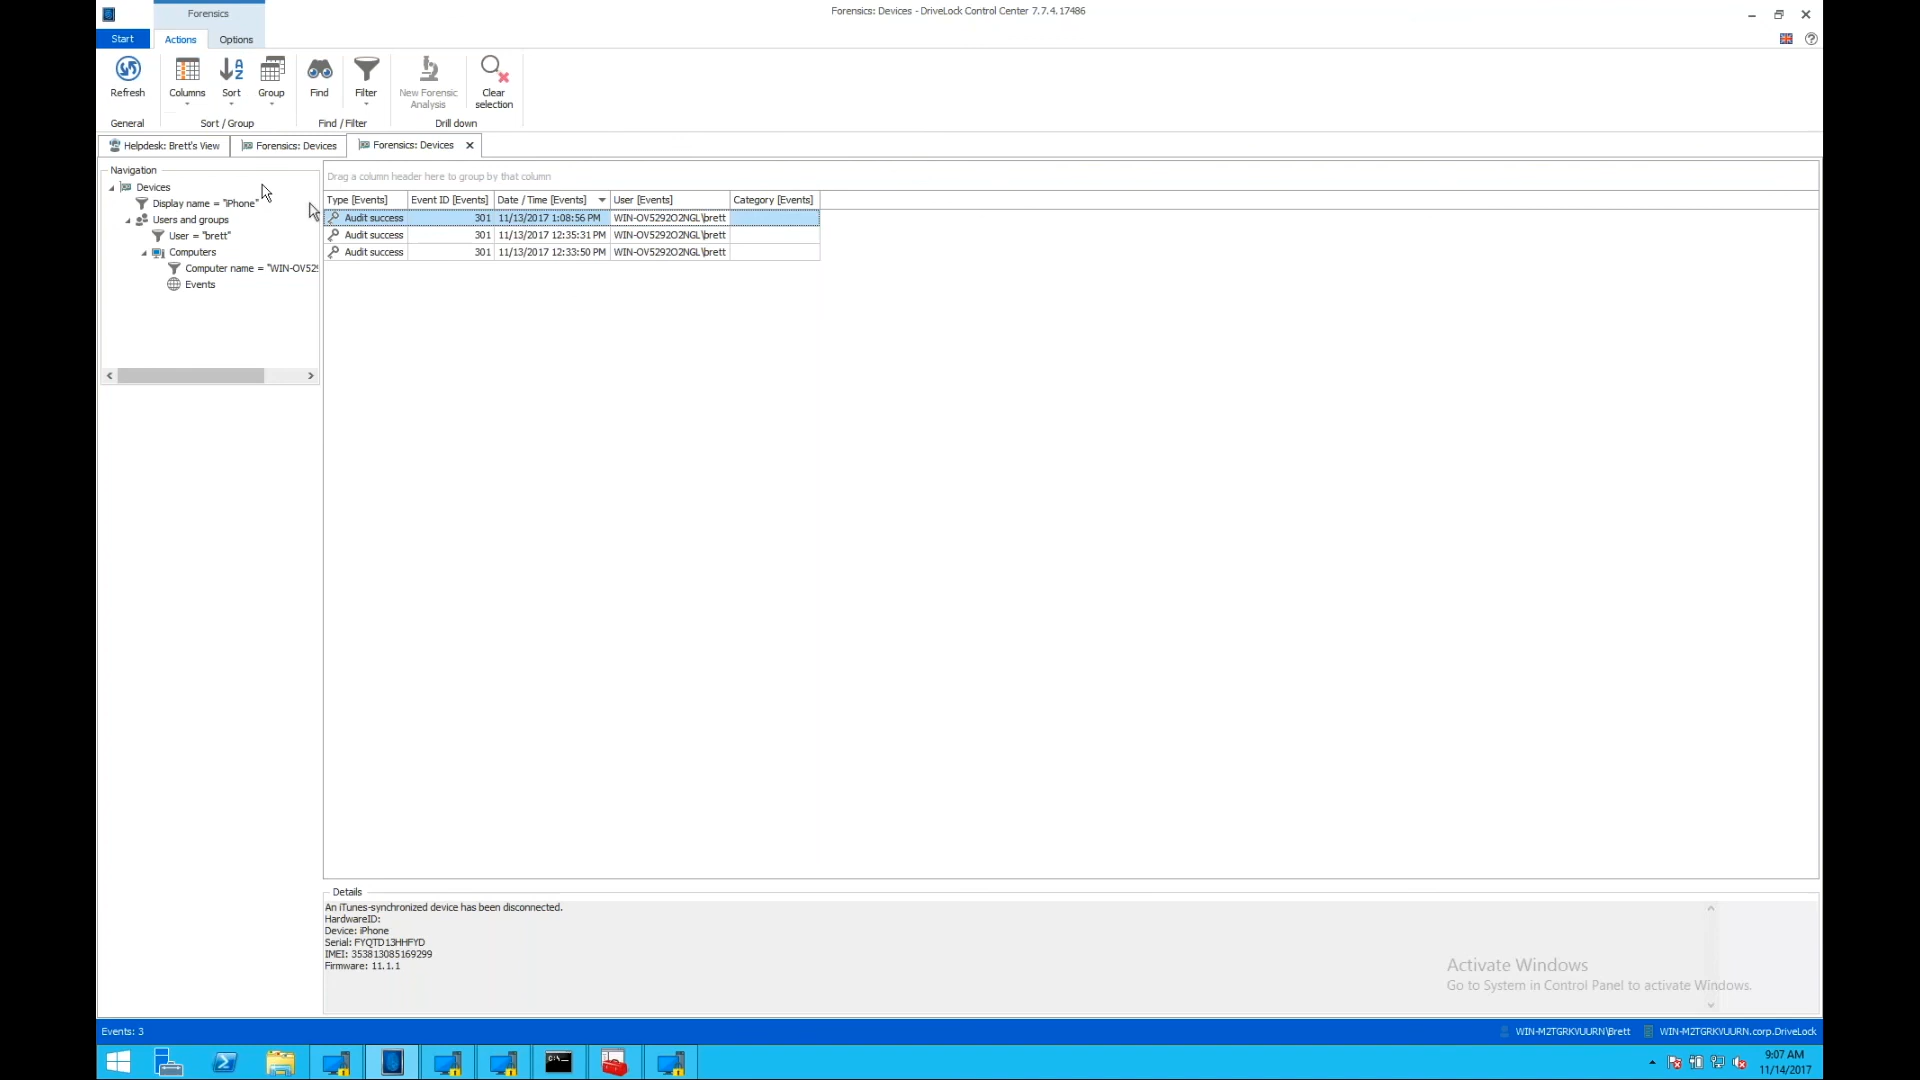 Forensics
Forensics: Devices - DriveLock Control Center 7.7.4.17486
Start
Actions
Options
Refresh
Columns
Sort
Group
Find
Filter
New Forensic
Analysis
Clear
selection
General
Sort / Group
Find / Filter
Drill down
Helpdesk: Brett's View
Forensics: Devices
Forensics: Devices
Navigation
Devices
Display name = "iPhone"
Users and groups
User = "brett"
Computers
Computer name = "WIN-OV529
Events
Drag a column header here to group by that column
Type [Events] Event ID [Events] Date / Time [Events] User [Events] Category [Events]
Audit success 301 11/13/2017 1:08:56 PM WIN-OV5292O2NGL\brett
Audit success 301 11/13/2017 12:35:31 PM WIN-OV5292O2NGL\brett
Audit success 301 11/13/2017 12:33:50 PM WIN-OV5292O2NGL\brett
Details
An iTunes-synchronized device has been disconnected.
HardwareID:
Device: iPhone
Serial: FYQTD13HHFYD
IMEI: 353813085169299
Firmware: 11.1.1
Activate Windows
Go to System in Control Panel to activate Windows.
Events: 3
WIN-M2TGRKVUURN\Brett
WIN-M2TGRKVUURN.corp.DriveLock
9:07 AM
11/14/2017